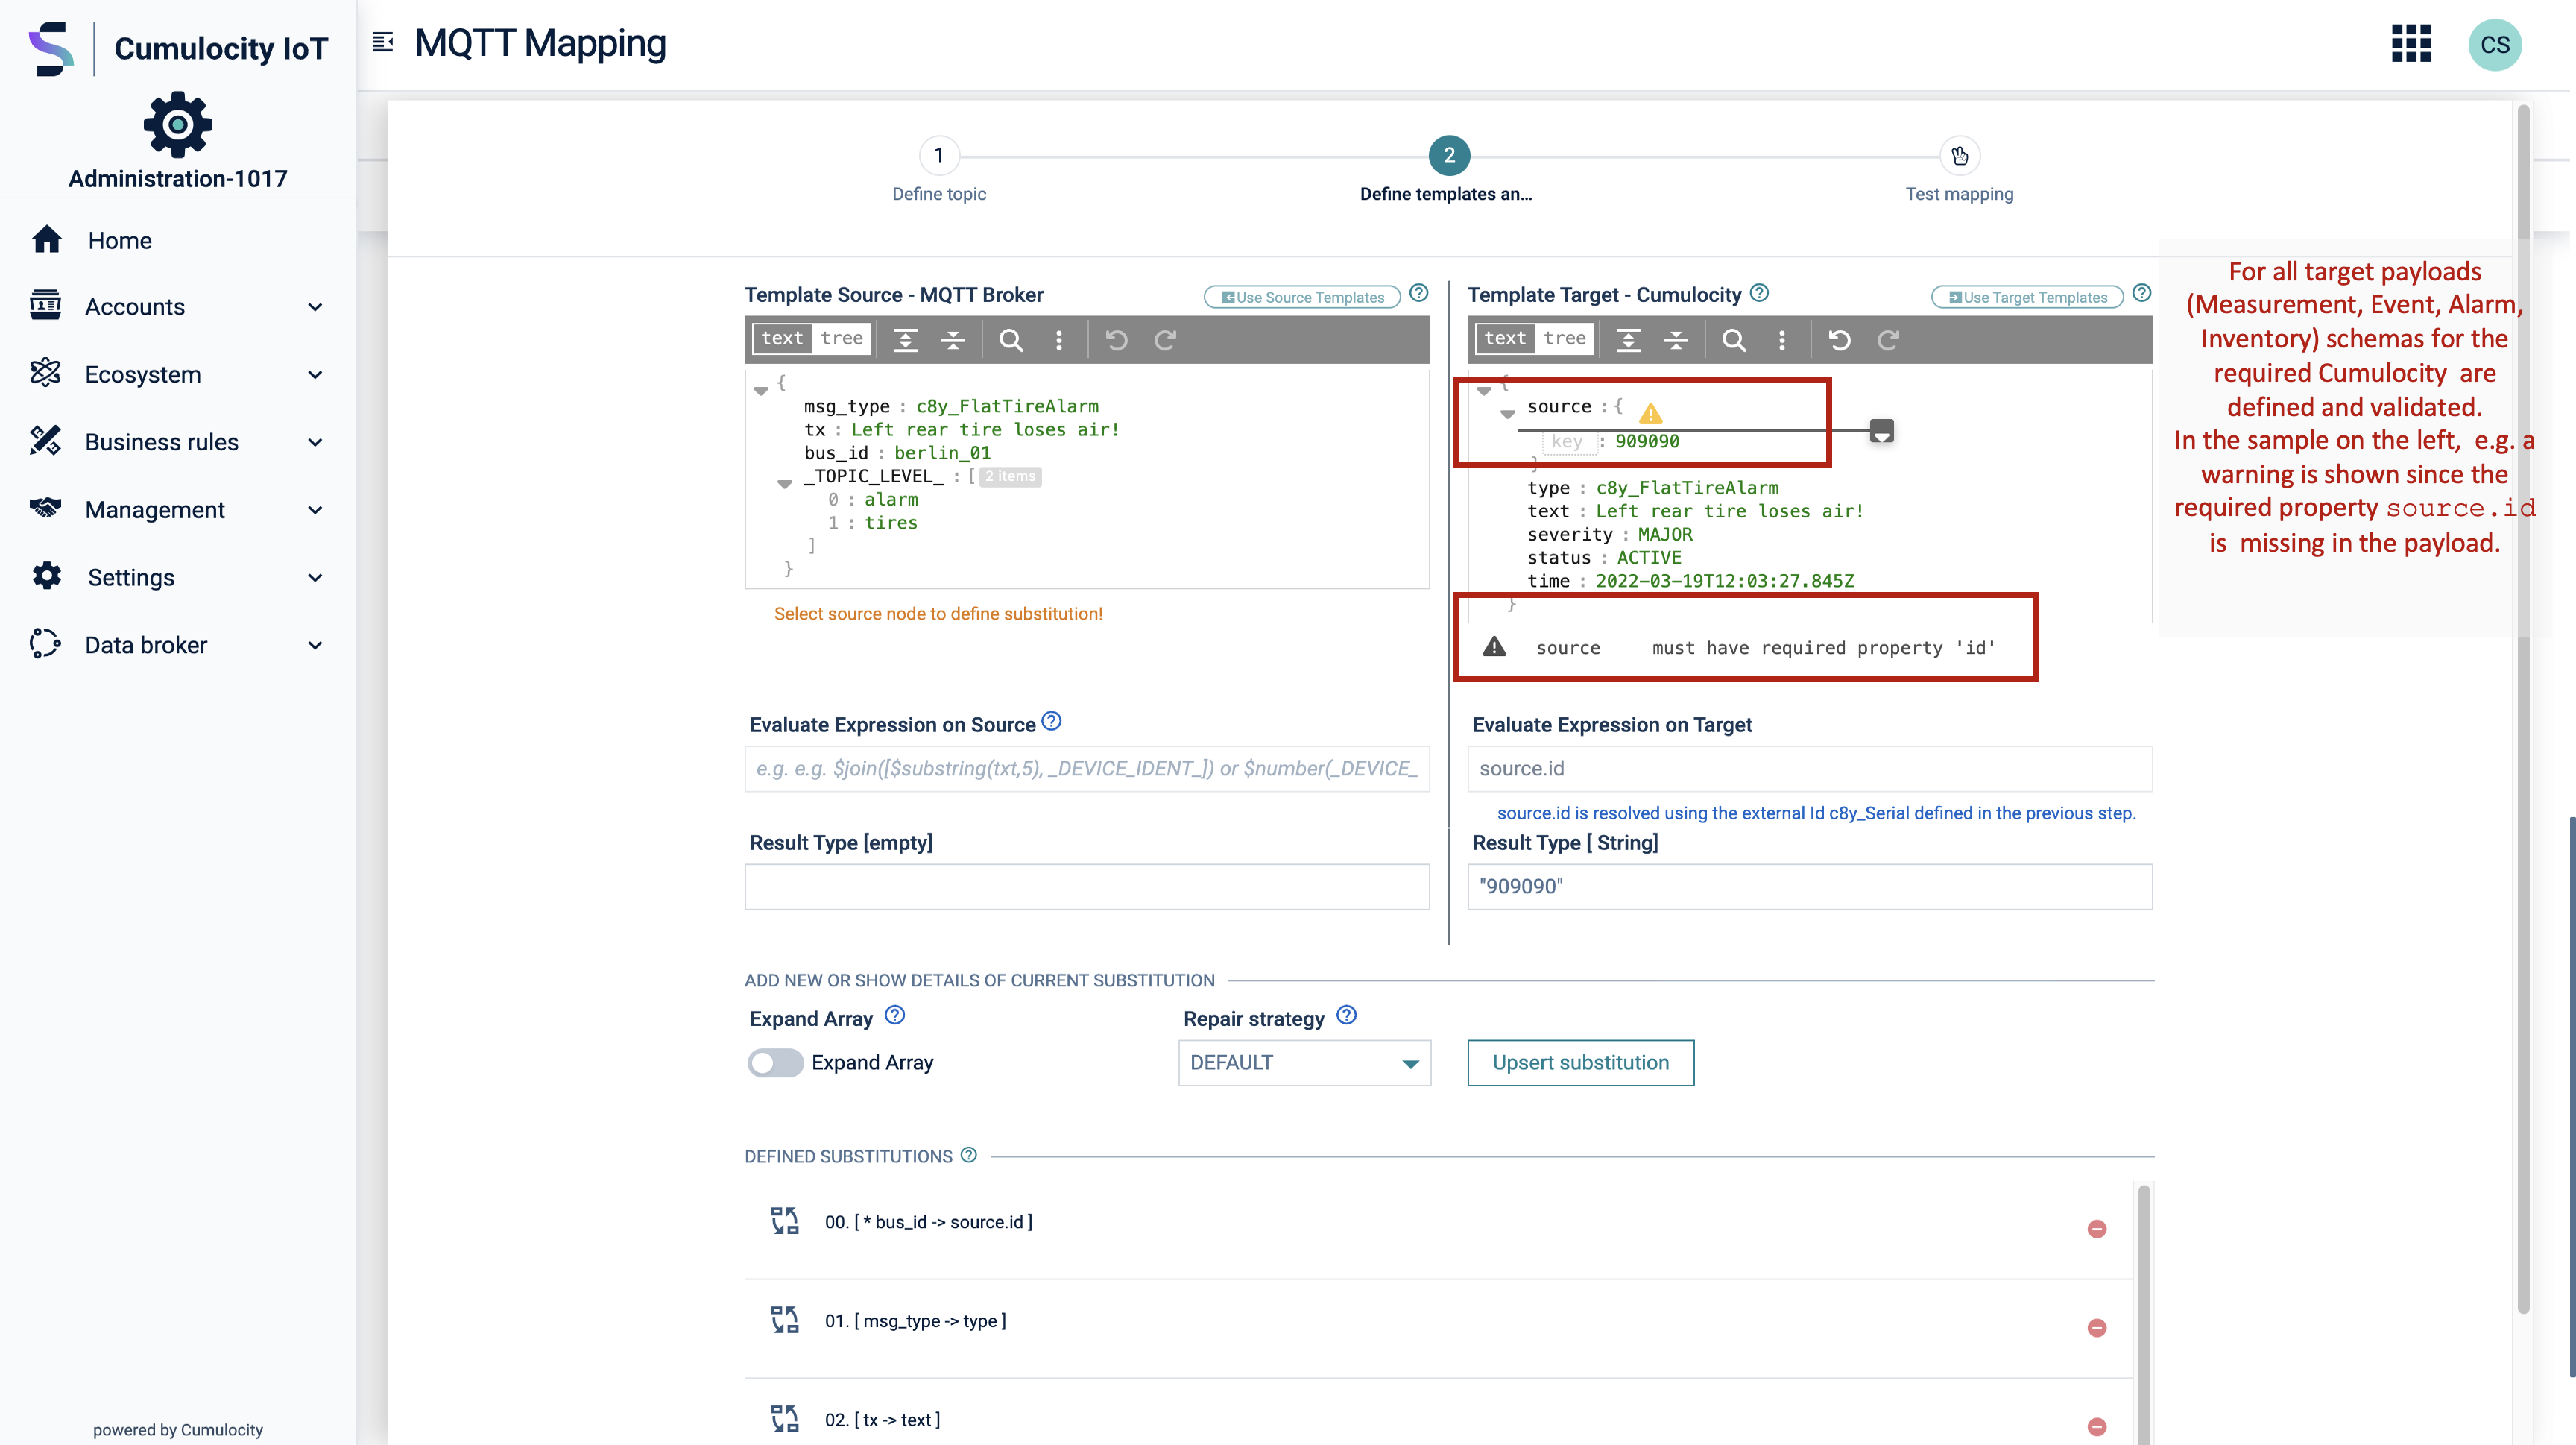 Cumulocity IoT
MQTT Mapping
CS
Administration-1017
Home
Accounts
Ecosystem
Business rules
Management
Settings
Data broker
powered by Cumulocity
1
2
Define topic
Define templates an...
Test mapping
Template Source - MQTT Broker
Use Source Templates
text tree
{
msg_type : c8y_FlatTireAlarm
tx : Left rear tire loses air!
bus_id : berlin_01
_TOPIC_LEVEL_ : [ 2 items
0 : alarm
1 : tires
]
}
Select source node to define substitution!
Template Target - Cumulocity
Use Target Templates
text tree
{
source : {
key : 909090
}
type : c8y_FlatTireAlarm
text : Left rear tire loses air!
severity : MAJOR
status : ACTIVE
time : 2022-03-19T12:03:27.845Z
}
source must have required property 'id'
For all target payloads
(Measurement, Event, Alarm,
Inventory) schemas for the
required Cumulocity are
defined and validated.
In the sample on the left, e.g. a
warning is shown since the
required property source.id
is missing in the payload.
Evaluate Expression on Source
e.g. e.g. $join([$substring(txt,5), _DEVICE_IDENT_]) or $number(_DEVICE_
Result Type [empty]
Evaluate Expression on Target
source.id
source.id is resolved using the external Id c8y_Serial defined in the previous step.
Result Type [ String]
"909090"
ADD NEW OR SHOW DETAILS OF CURRENT SUBSTITUTION
Expand Array
Repair strategy
Expand Array
DEFAULT
Upsert substitution
DEFINED SUBSTITUTIONS
00. [ * bus_id -> source.id ]
01. [ msg_type -> type ]
02. [ tx -> text ]